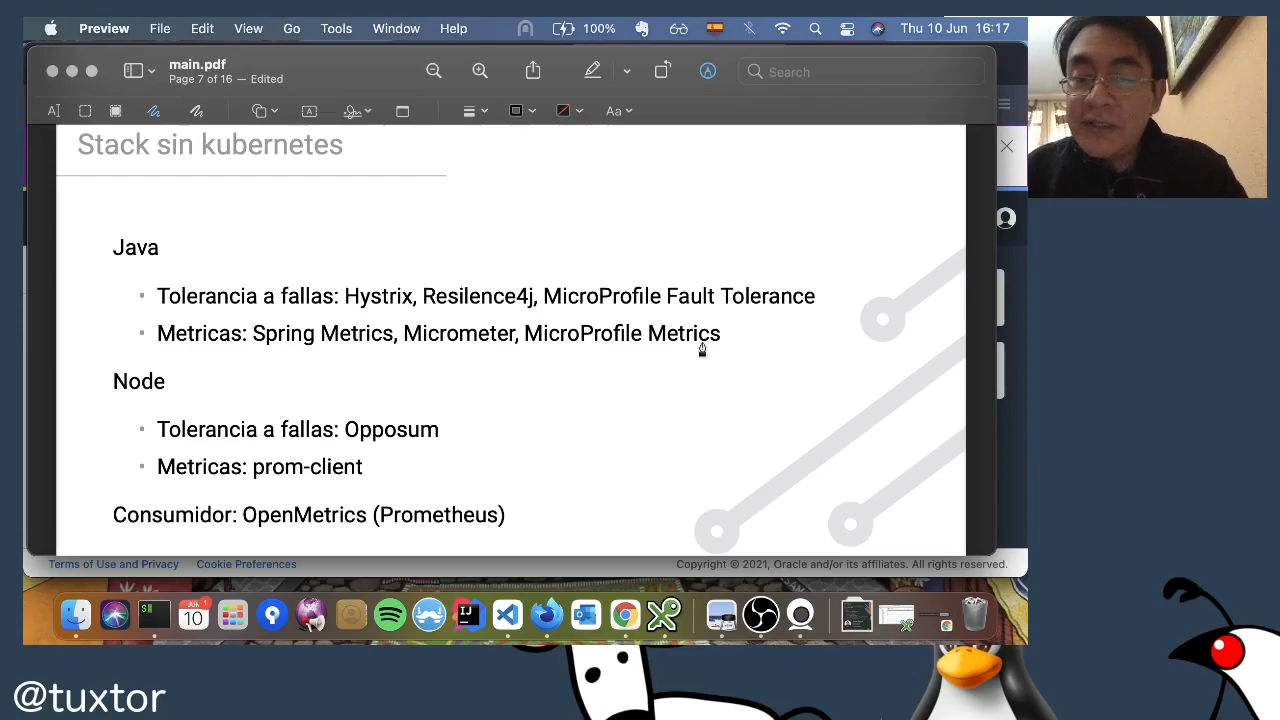 Preview File Edit View Go Tools Window Help 100% Thu 10 Jun 16:17
main.pdf
Page 7 of 16 — Edited
Search
Aa
Stack sin kubernetes
Java
Tolerancia a fallas: Hystrix, Resilence4j, MicroProfile Fault Tolerance
Metricas: Spring Metrics, Micrometer, MicroProfile Metrics
Node
Tolerancia a fallas: Opposum
Metricas: prom-client
Consumidor: OpenMetrics (Prometheus)
Terms of Use and Privacy Cookie Preferences Copyright © 2021, Oracle and/or its affiliates. All rights reserved.
JUN
10
@tuxtor